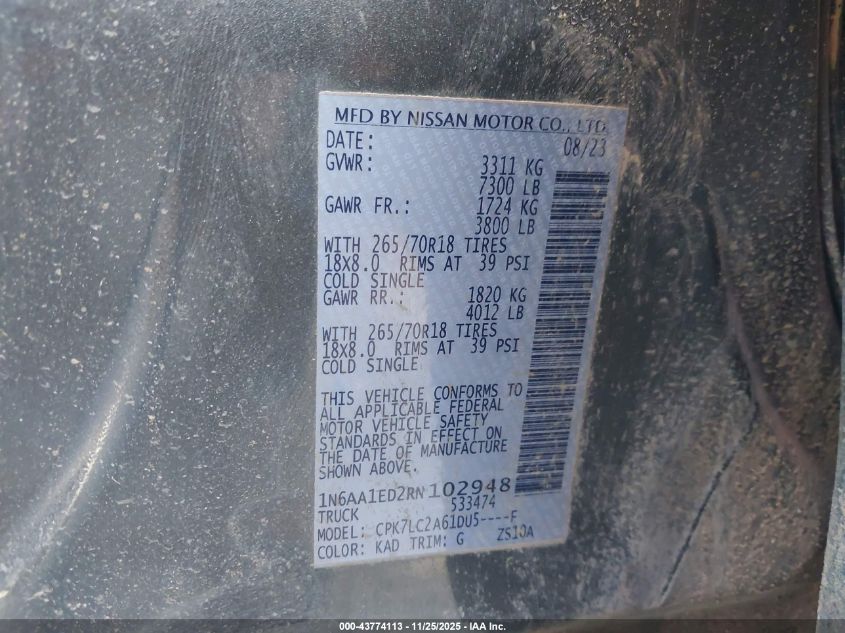 MFD BY NISSAN MOTOR CO., LTD.
DATE: 08/23
GVWR: 3311 KG
7300 LB
GAWR FR.: 1724 KG
3800 LB
WITH 265/70R18 TIRES
18X8.0 RIMS AT 39 PSI
COLD SINGLE
GAWR RR.: 1820 KG
4012 LB
WITH 265/70R18 TIRES
18X8.0 RIMS AT 39 PSI
COLD SINGLE
THIS VEHICLE CONFORMS TO
ALL APPLICABLE FEDERAL
MOTOR VEHICLE SAFETY
STANDARDS IN EFFECT ON
THE DATE OF MANUFACTURE
SHOWN ABOVE.
1N6AA1ED2RN102948
TRUCK 533474
MODEL: CPK7LC2A61DU5----F
COLOR: KAD TRIM: G ZS10A
000-43774113 - 11/25/2025 - IAA Inc.